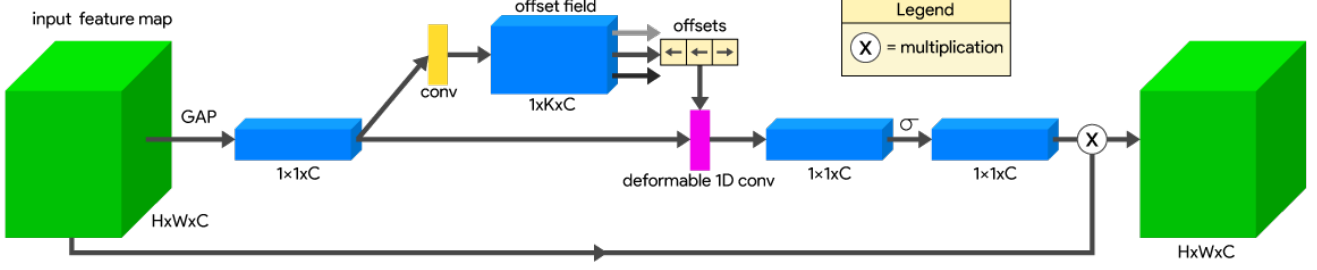 input feature map
GAP
HxWxC
1×1xC
conv
offset field
1xKxC
offsets
deformable 1D conv
1×1xC
σ
1×1xC
Legend
X = multiplication
X
HxWxC